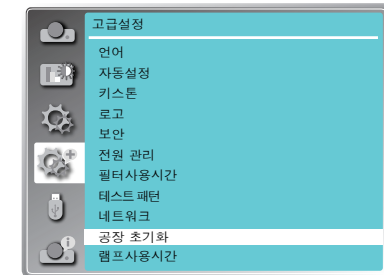 고급설정
언어
자동설정
키스톤
로고
보안
전원 관리
필터사용시간
테스트 패턴
네트워크
공장 초기화
램프사용시간